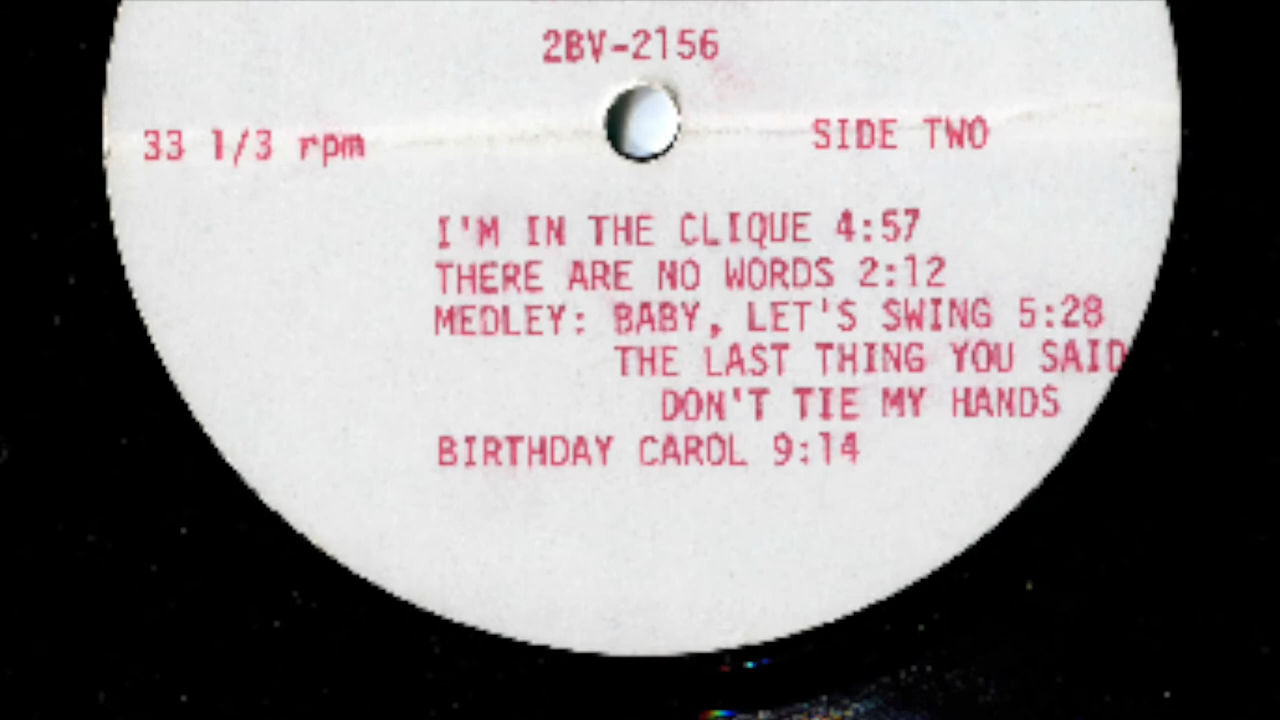 2BV-2156
33 1/3 rpm
SIDE TWO
I'M IN THE CLIQUE 4:57
THERE ARE NO WORDS 2:12
MEDLEY: BABY, LET'S SWING 5:28
THE LAST THING YOU SAID
DON'T TIE MY HANDS
BIRTHDAY CAROL 9:14